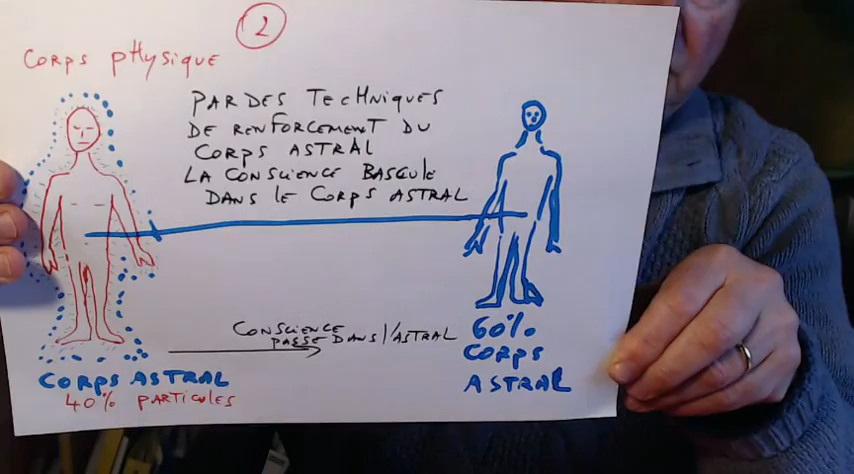 2
Corps pHysique
PAR DES TecHNIQUES
DE RENFORCEMENT DU
CORPS ASTRAL
LA CONSCIENCE BASCULE
DANS le CORPS ASTRAL
CONSCIENCE
PASSE DANS l'ASTRAL
CORPS ASTRAL
40% PARTICULES
60%
CORPS
ASTRAL